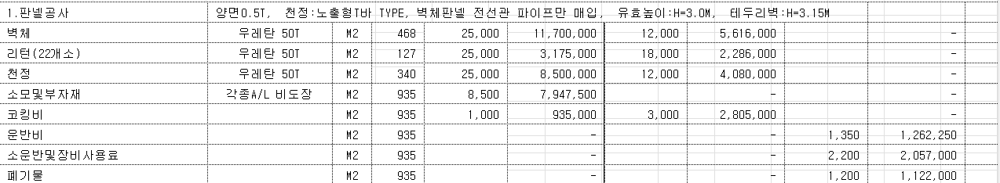 1.판넬공사 양면0.5T, 천정:노출형T바 TYPE, 벽체판넬 전선관 파이프만 매입, 유효높이:H=3.0M, 테두리벽:H=3.15M
벽체 우레탄 50T M2 468 25,000 11,700,000 12,000 5,616,000 -
리턴(22개소) 우레탄 50T M2 127 25,000 3,175,000 18,000 2,286,000 -
천정 우레탄 50T M2 340 25,000 8,500,000 12,000 4,080,000 -
소모및부자재 각종A/L 비도장 M2 935 8,500 7,947,500 - -
코킹비 M2 935 1,000 935,000 3,000 2,805,000 -
운반비 M2 935 - - 1,350 1,262,250
소운반및장비사용료 M2 935 - - 2,200 2,057,000
폐기물 M2 935 - - 1,200 1,122,000